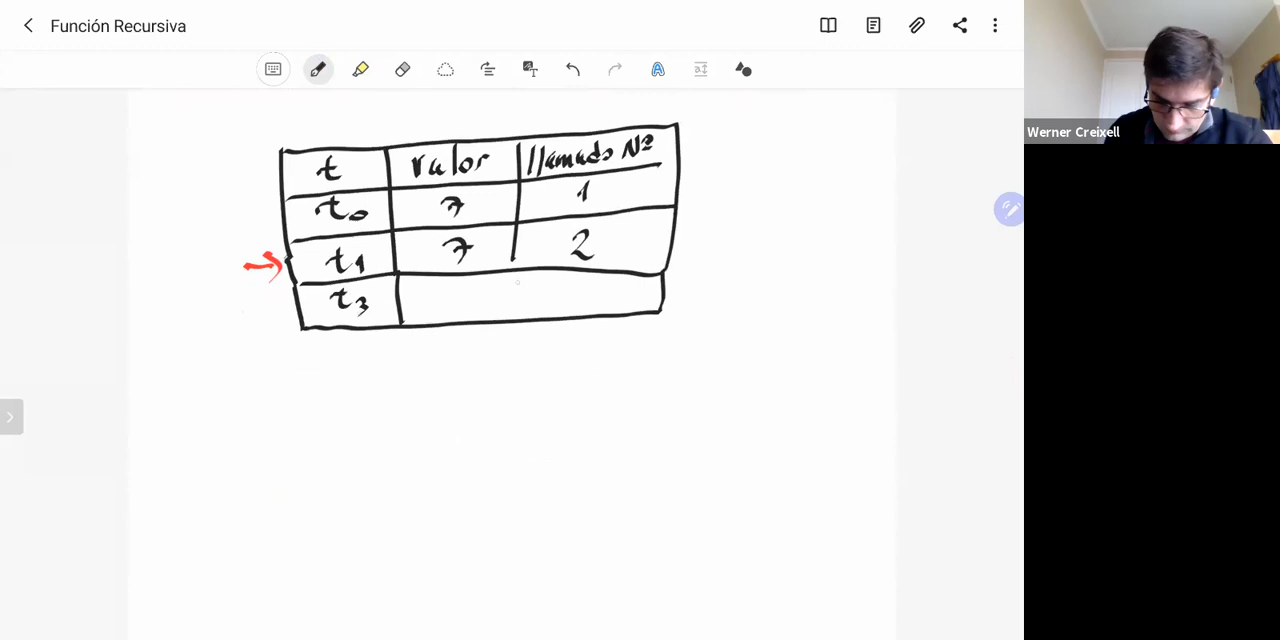 Función Recursiva
Werner Creixell
t valor llamado Nº
t0 7 1
t1 7 2
t3